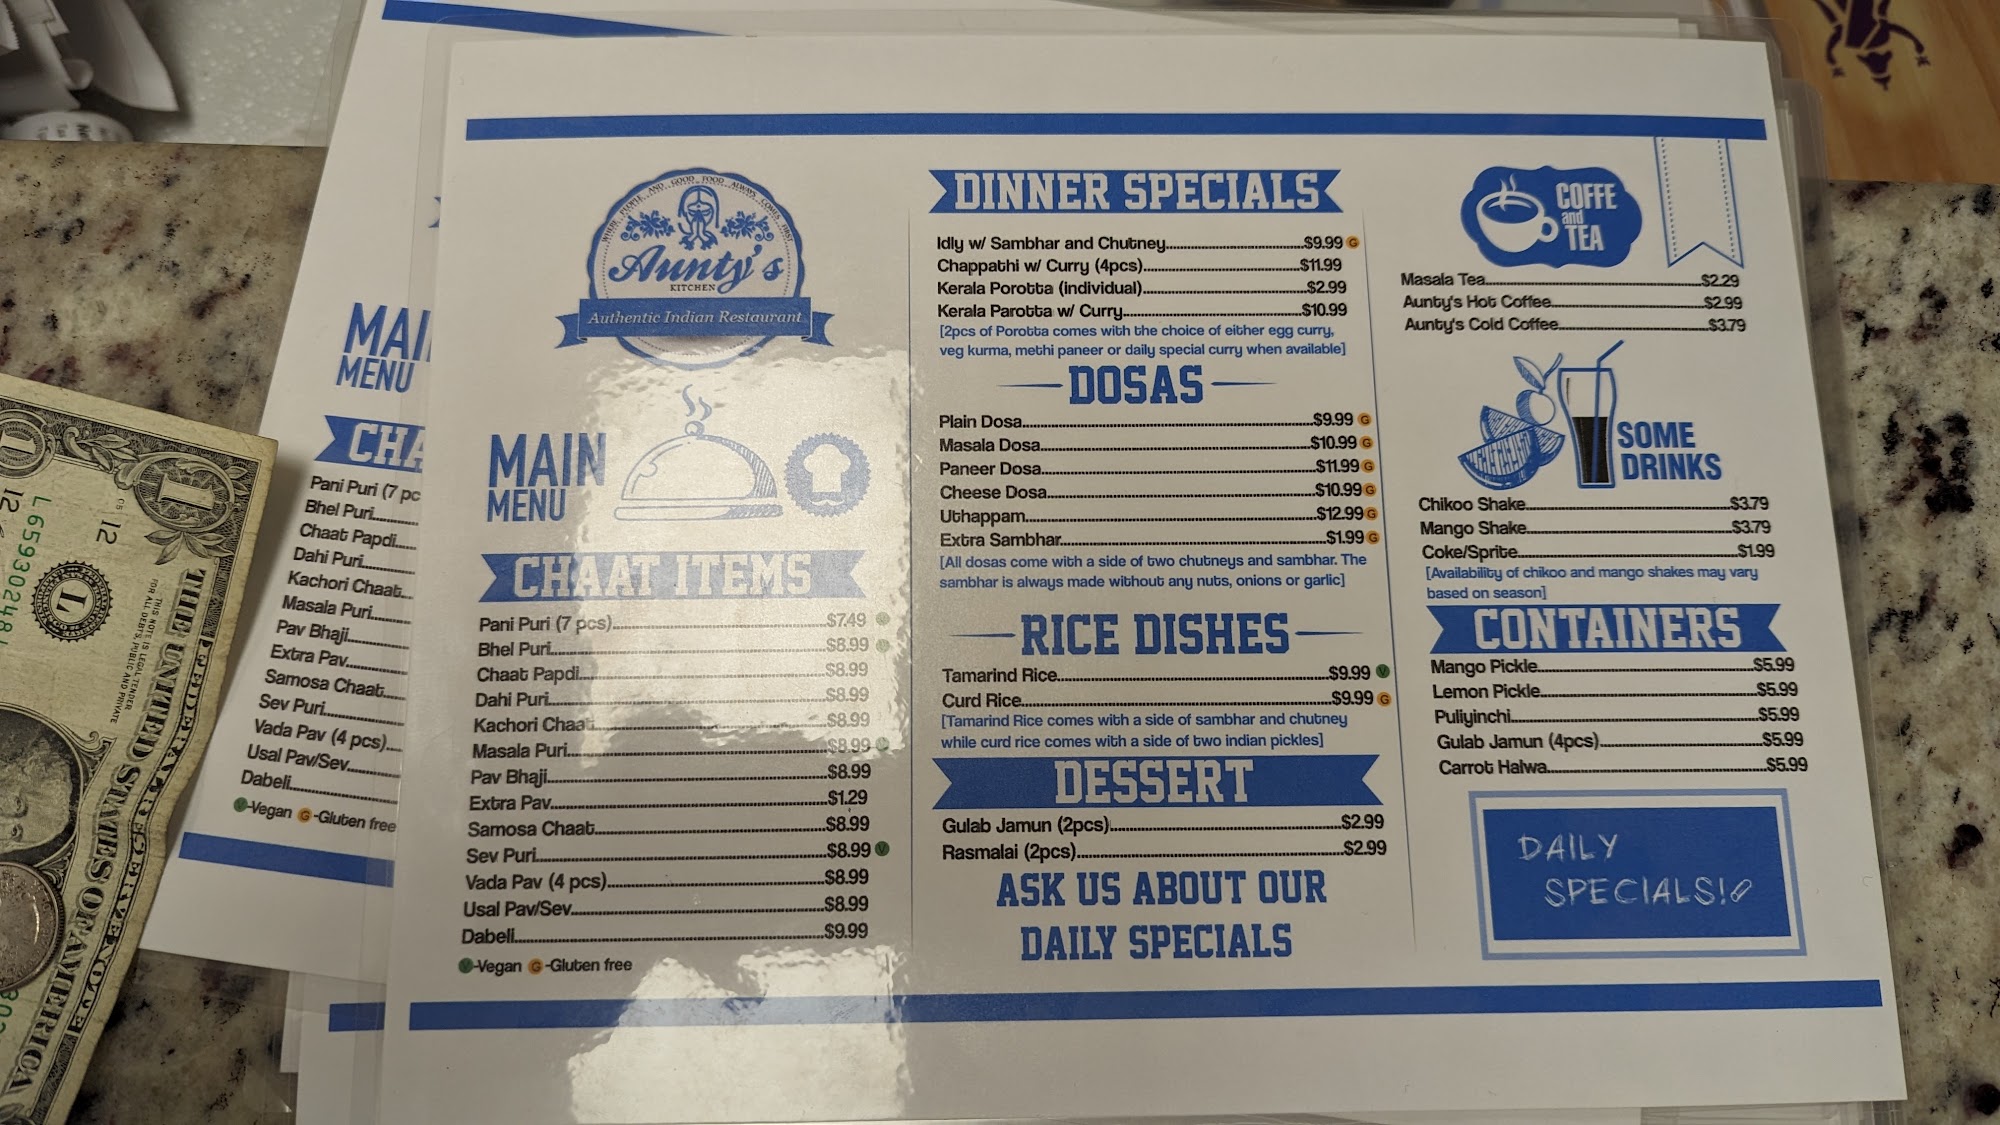 WHERE PEOPLE AND GOOD FOOD ALWAYS COMES FIRST
Aunty's
KITCHEN
Authentic Indian Restaurant
MAIN
MENU
CHAAT ITEMS
Pani Puri (7 pcs) $7.49 V
Bhel Puri $8.99 V
Chaat Papdi $8.99
Dahi Puri $8.99
Kachori Chaat $8.99
Masala Puri $8.99 V
Pav Bhaji $8.99
Extra Pav $1.29
Samosa Chaat $8.99
Sev Puri $8.99 V
Vada Pav (4 pcs) $8.99
Usal Pav/Sev $8.99
Dabeli $9.99
V-Vegan G-Gluten free
DINNER SPECIALS
Idly w/ Sambhar and Chutney $9.99 G
Chappathi w/ Curry (4pcs) $11.99
Kerala Porotta (individual) $2.99
Kerala Parotta w/ Curry $10.99
[2pcs of Porotta comes with the choice of either egg curry,
veg kurma, methi paneer or daily special curry when available]
DOSAS
Plain Dosa $9.99 G
Masala Dosa $10.99 G
Paneer Dosa $11.99 G
Cheese Dosa $10.99 G
Uthappam $12.99 G
Extra Sambhar $1.99 G
[All dosas come with a side of two chutneys and sambhar. The
sambhar is always made without any nuts, onions or garlic]
RICE DISHES
Tamarind Rice $9.99 V
Curd Rice $9.99 G
[Tamarind Rice comes with a side of sambhar and chutney
while curd rice comes with a side of two indian pickles]
DESSERT
Gulab Jamun (2pcs) $2.99
Rasmalai (2pcs) $2.99
ASK US ABOUT OUR
DAILY SPECIALS
COFFE
and
TEA
Masala Tea $2.29
Aunty's Hot Coffee $2.99
Aunty's Cold Coffee $3.79
SOME
DRINKS
Chikoo Shake $3.79
Mango Shake $3.79
Coke/Sprite $1.99
[Availability of chikoo and mango shakes may vary
based on season]
CONTAINERS
Mango Pickle $5.99
Lemon Pickle $5.99
Puliyinchi $5.99
Gulab Jamun (4pcs) $5.99
Carrot Halwa $5.99
DAILY
SPECIALS!
MAI
MENU
CHA
Pani Puri (7 pc
Bhel Puri
Chaat Papdi
Dahi Puri
Kachori Chaat
Masala Puri
Pav Bhaji
Extra Pav
Samosa Chaat
Sev Puri
Vada Pav (4 pcs)
Usal Pav/Sev
Dabeli
V-Vegan G-Gluten free
1
12
L
THIS NOTE IS LEGAL TENDER
FOR ALL DEBTS, PUBLIC AND PRIVATE
THE UNITED STATES OF AMERICA